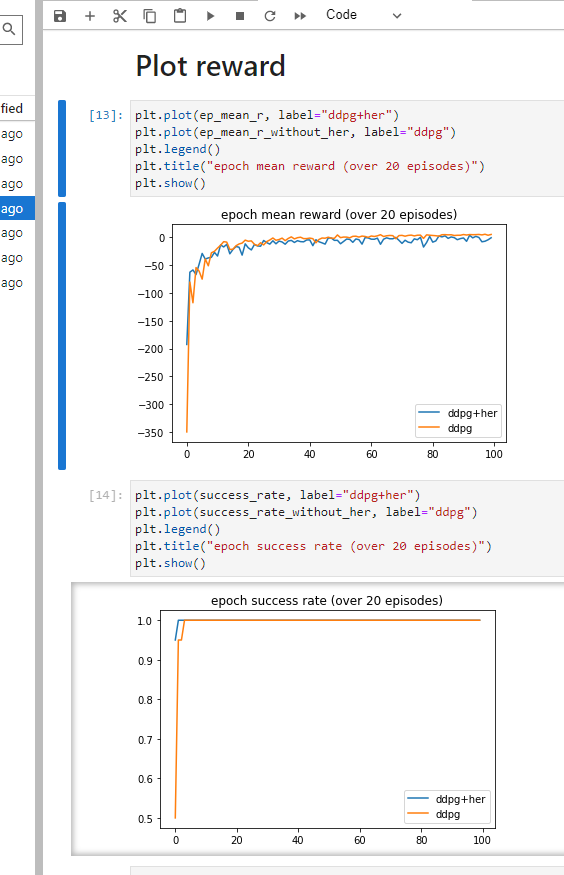 Code
fied
ago
ago
ago
ago
ago
ago
ago
Plot reward
[13]:
plt.plot(ep_mean_r, label="ddpg+her")
plt.plot(ep_mean_r_without_her, label="ddpg")
plt.legend()
plt.title("epoch mean reward (over 20 episodes)")
plt.show()
epoch mean reward (over 20 episodes)
0
−50
−100
−150
−200
−250
−300
−350
ddpg+her
ddpg
0 20 40 60 80 100
[14]:
plt.plot(success_rate, label="ddpg+her")
plt.plot(success_rate_without_her, label="ddpg")
plt.legend()
plt.title("epoch success rate (over 20 episodes)")
plt.show()
epoch success rate (over 20 episodes)
1.0
0.9
0.8
0.7
0.6
0.5
ddpg+her
ddpg
0 20 40 60 80 100